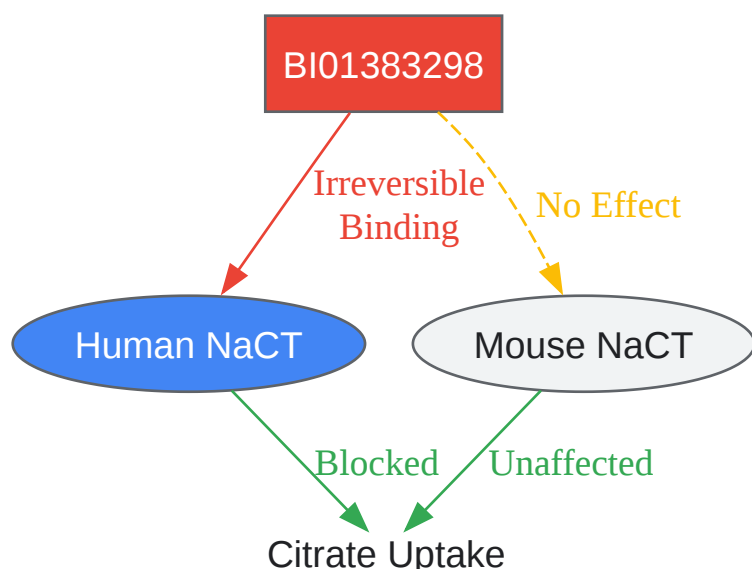 BI01383298
Irreversible
Binding
No Effect
Human NaCT
Mouse NaCT
Blocked
Unaffected
Citrate Uptake